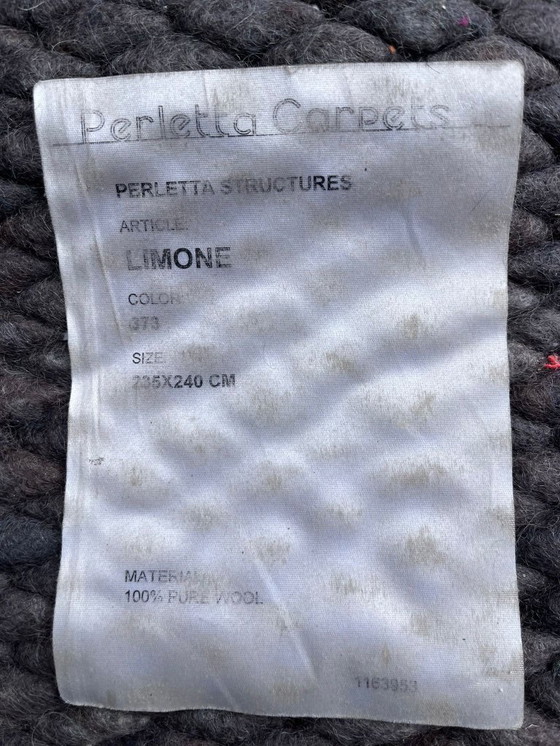 Perletta Carpets
PERLETTA STRUCTURES
ARTICLE:
LIMONE
COLOR:
373
SIZE:
235X240 CM
MATERIAL:
100% PURE WOOL
1163953